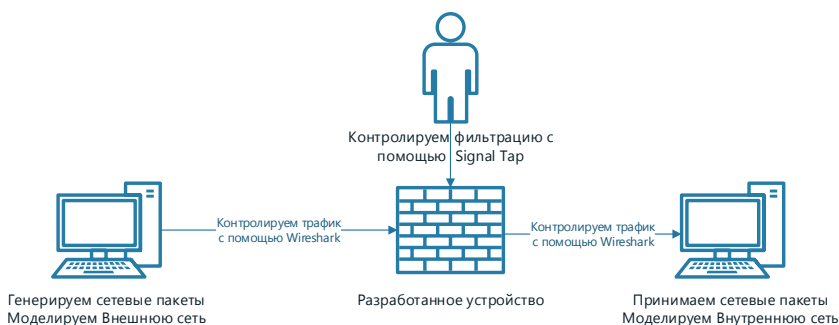 Контролируем фильтрацию с
помощью Signal Tap
Контролируем трафик
с помощью Wireshark
Контролируем трафик
с помощью Wireshark
Генерируем сетевые пакеты
Моделируем Внешнюю сеть
Разработанное устройство
Принимаем сетевые пакеты
Моделируем Внутреннюю сеть